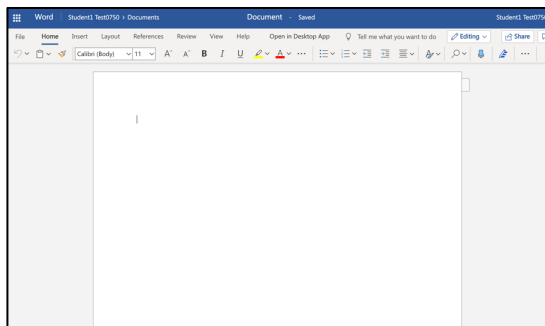 Word Student1 Test0750 > Documents Document - Saved Student1 Test0750
File Home Insert Layout References Review View Help Open in Desktop App Tell me what you want to do Editing Share
Calibri (Body) 11 A A B I U A